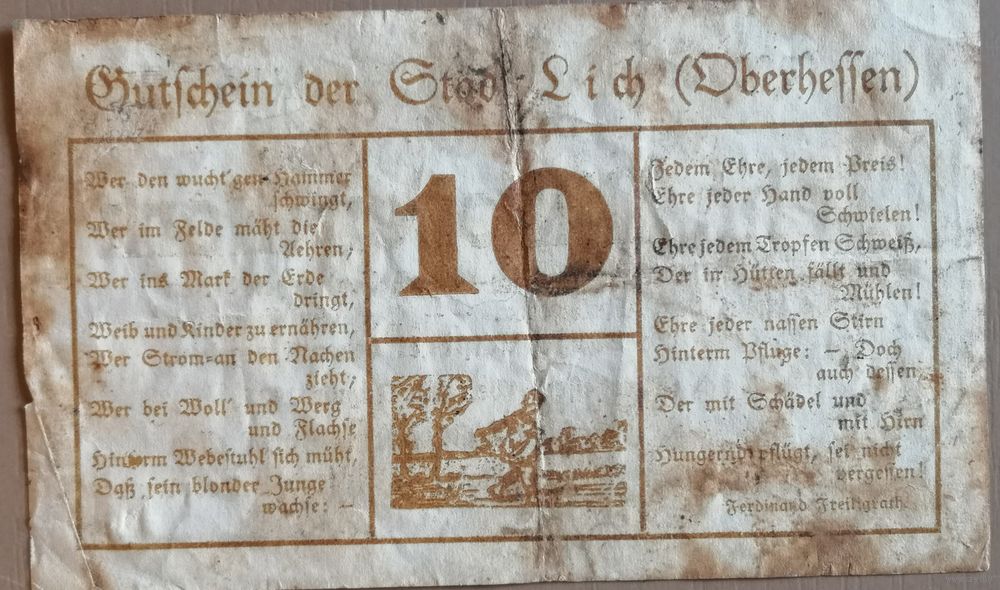 Gutschein der Stadt Lich (Oberhessen)
Wer den wucht'gen Hammer
schwingt,
Wer im Felde mäht die
Aehren,
Wer ins Mark der Erde
dringt,
Weib und Kinder zu ernähren,
Wer Strom-an den Nachen
zieht,
Wer bei Woll' und Werg
und Flachse
Hinterm Webestuhl sich müht,
Daß sein blonder Junge
wachse: —
10
Jedem Ehre, jedem Preis!
Ehre jeder Hand voll
Schwielen!
Ehre jedem Tropfen Schweiß,
Der in Hütten fällt und
Mühlen!
Ehre jeder nassen Stirn
Hinterm Pfluge: — Doch
auch dessen,
Der mit Schädel und
mit Hirn
Hungernd pflügt, sei nicht
vergessen!
Ferdinand Freiligrath.